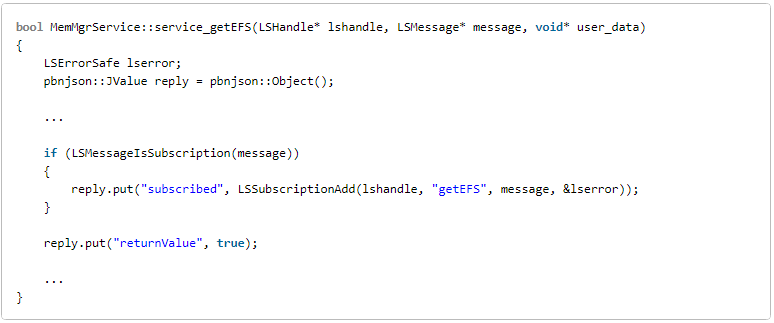 bool MemMgrService::service_getEFS(LSHandle* lshandle, LSMessage* message, void* user_data)
{
    LSErrorSafe lserror;
    pbnjson::JValue reply = pbnjson::Object();

    ...

    if (LSMessageIsSubscription(message))
    {
        reply.put("subscribed", LSSubscriptionAdd(lshandle, "getEFS", message, &lserror));
    }

    reply.put("returnValue", true);

    ...
}